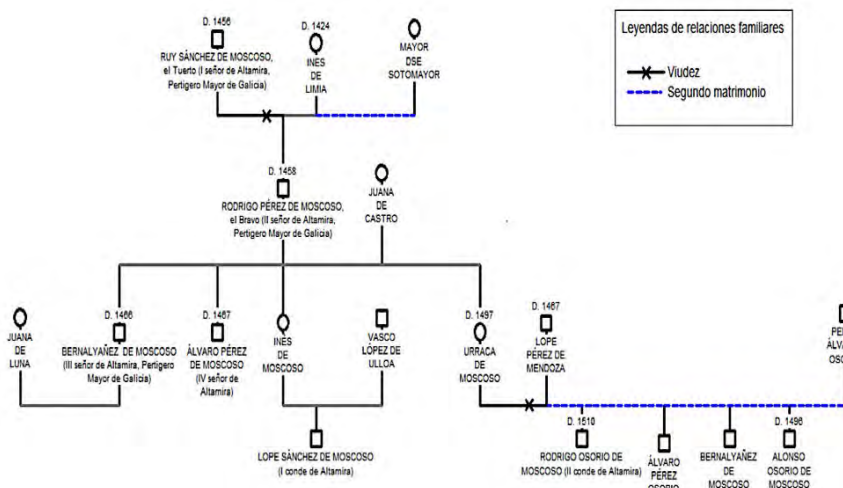 D. 1456
RUY SÁNCHEZ DE MOSCOSO,
el Tuerto (I señor de Altamira,
Pertigero Mayor de Galicia)
D. 1424
INES
DE
LIMIA
MAYOR
DSE
SOTOMAYOR
Leyendas de relaciones familiares
Viudez
Segundo matrimonio
D. 1458
RODRIGO PÉREZ DE MOSCOSO,
el Bravo (II señor de Altamira,
Pertigero Mayor de Galicia)
JUANA
DE
CASTRO
JUANA
DE
LUNA
D. 1466
BERNALYAÑEZ DE MOSCOSO
(III señor de Altamira, Pertigero
Mayor de Galicia)
D. 1467
ÁLVARO PÉREZ
DE MOSCOSO
(IV señor de
Altamira)
INES
DE
MOSCOSO
VASCO
LÓPEZ DE
ULLOA
D. 1497
URRACA
DE
MOSCOSO
D. 1467
LOPE
PÉREZ DE
MENDOZA
PE
ÁLVA
OSC
LOPE SÁNCHEZ DE MOSCOSO
(I conde de Altamira)
D. 1510
RODRIGO OSORIO DE
MOSCOSO (II conde de Altamira)
ÁLVARO
PÉREZ
OSORIO
BERNALYAÑEZ
DE
MOSCOSO
D. 1496
ALONSO
OSORIO DE
MOSCOSO